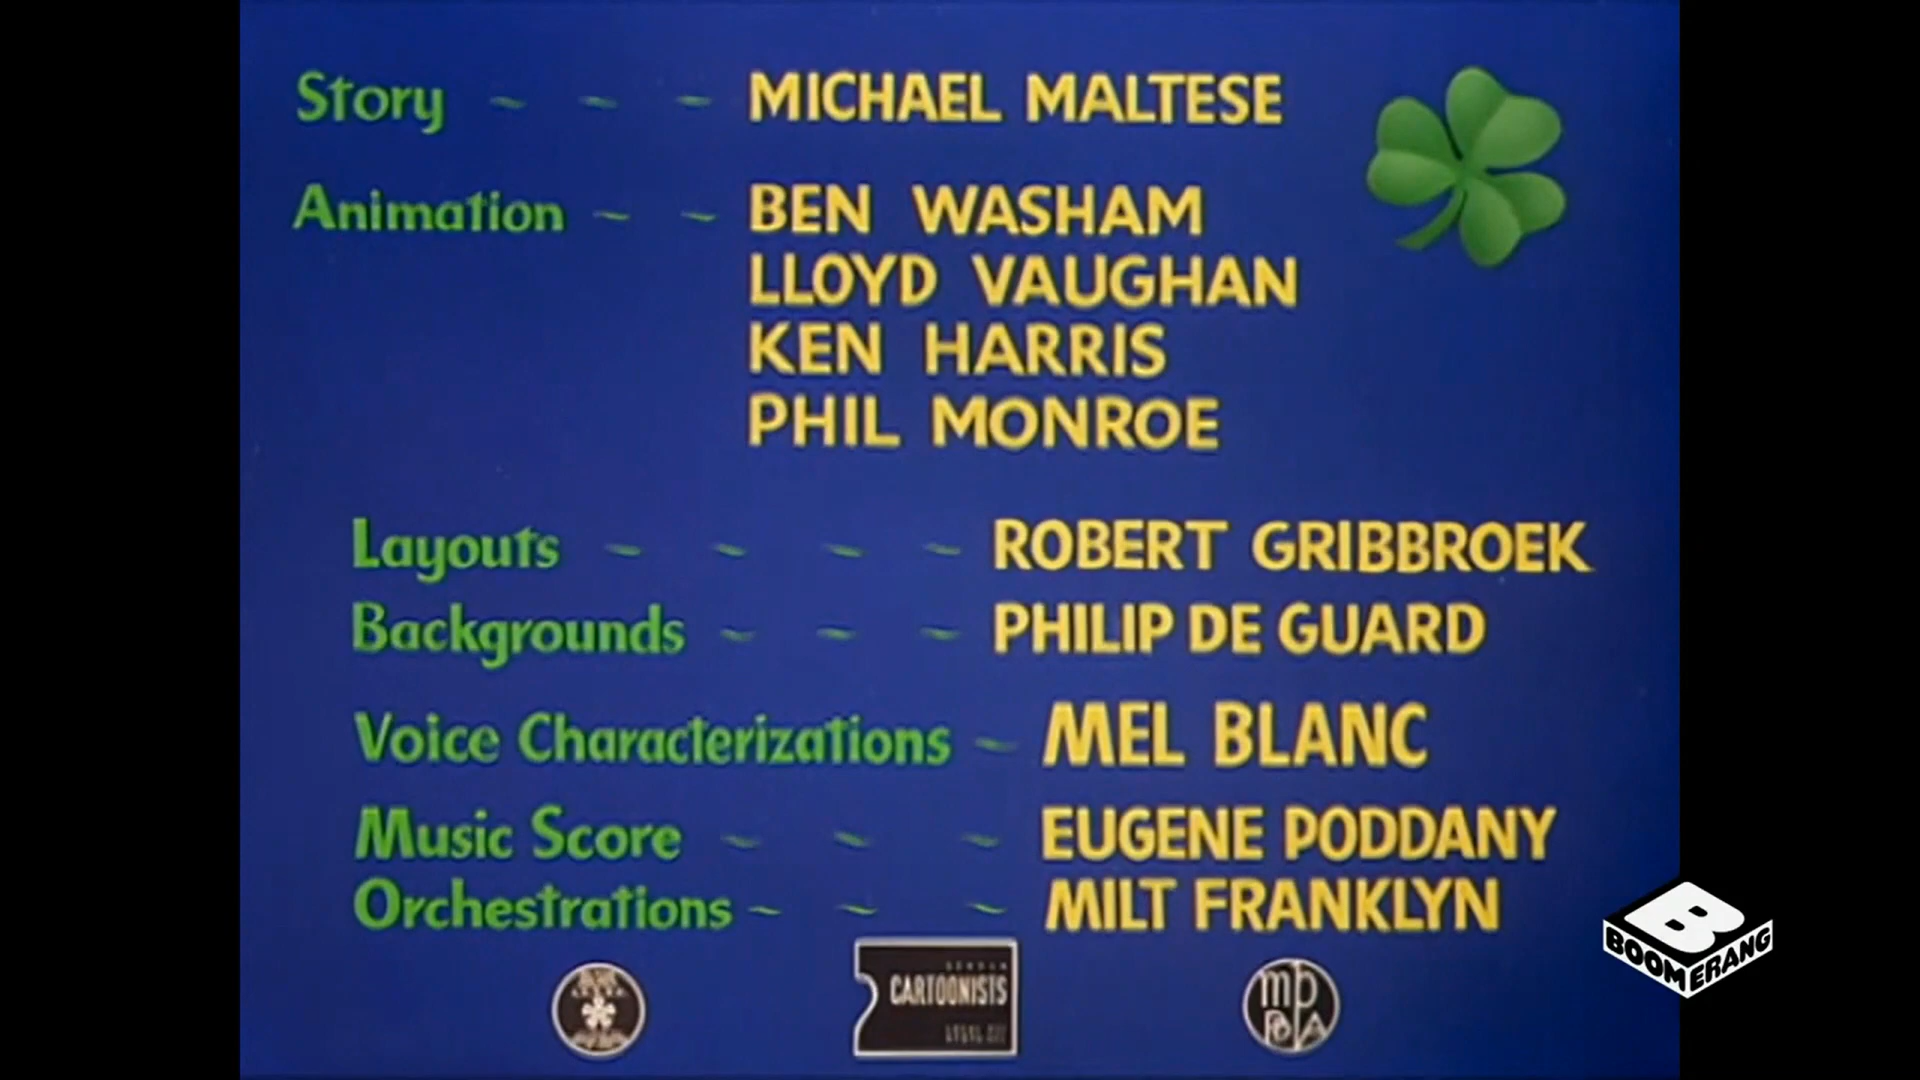 Story - - - MICHAEL MALTESE
Animation - - BEN WASHAM
LLOYD VAUGHAN
KEN HARRIS
PHIL MONROE
Layouts - - - - ROBERT GRIBBROEK
Backgrounds - - - PHILIP DE GUARD
Voice Characterizations - MEL BLANC
Music Score - - - EUGENE PODDANY
Orchestrations - - - MILT FRANKLYN
CARTOONISTS
B
BOOMERANG